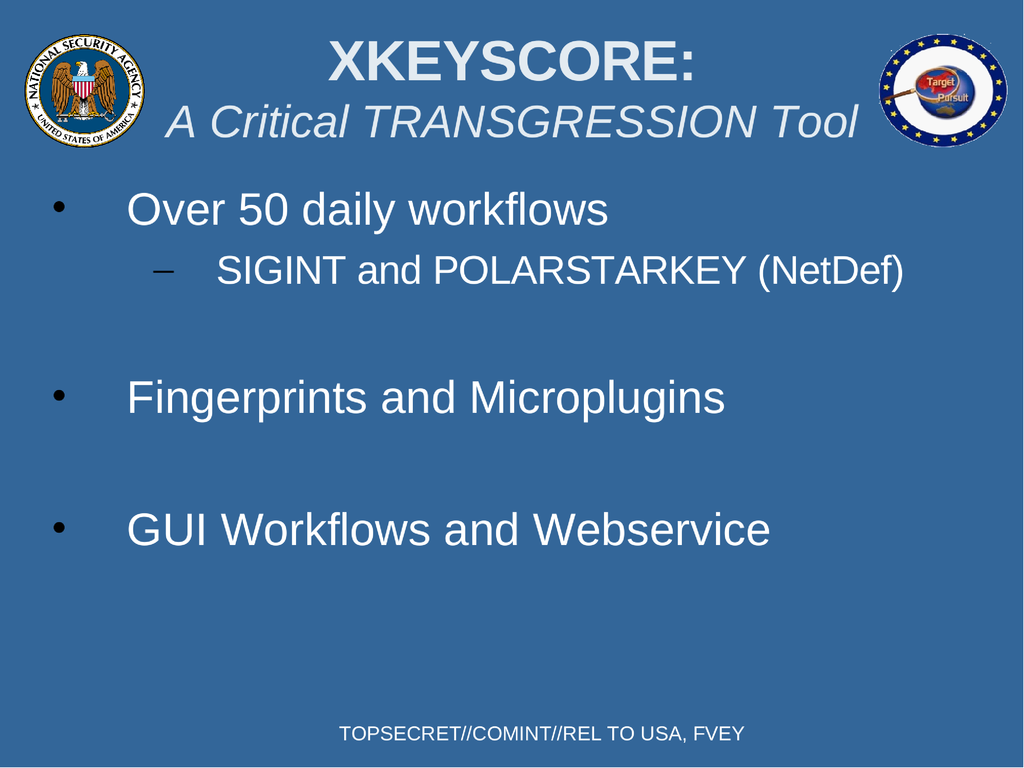 NATIONAL SECURITY AGENCY
UNITED STATES OF AMERICA
XKEYSCORE:
A Critical TRANSGRESSION Tool
Target
Pursuit
• Over 50 daily workflows
– SIGINT and POLARSTARKEY (NetDef)
• Fingerprints and Microplugins
• GUI Workflows and Webservice
TOPSECRET//COMINT//REL TO USA, FVEY